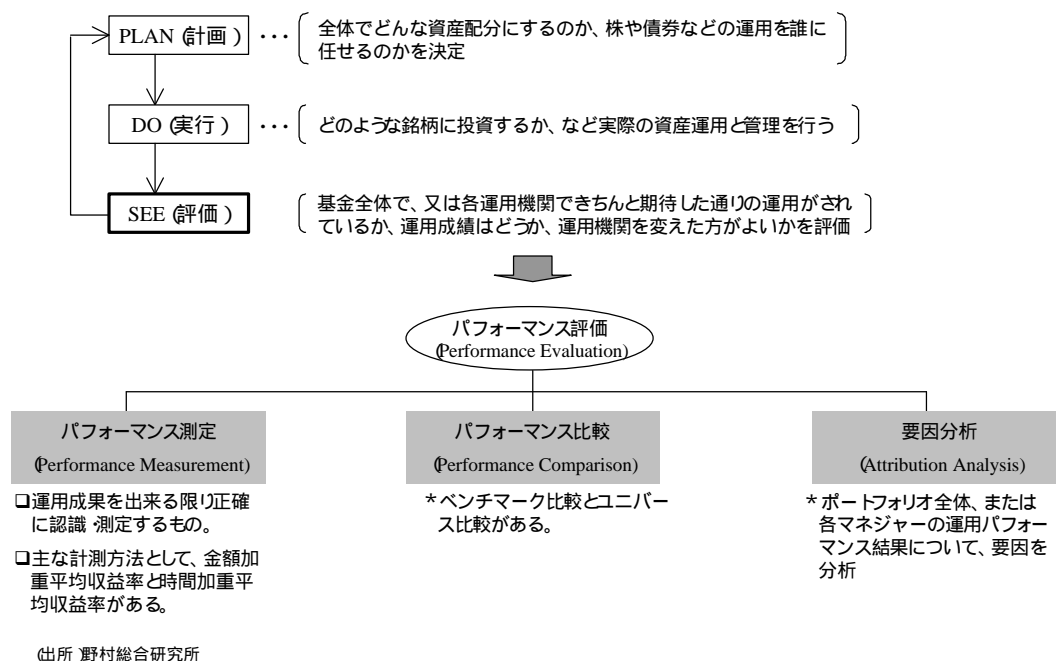 PLAN (計画) ・・・ 全体でどんな資産配分にするのか、株や債券などの運用を誰に
任せるのかを決定
DO (実行) ・・・ どのような銘柄に投資するか、など実際の資産運用と管理を行う
SEE (評価) 基金全体で、又は各運用機関できちんと期待した通りの運用がされ
ているか、運用成績はどうか、運用機関を変えた方がよいかを評価
パフォーマンス評価
(Performance Evaluation)
パフォーマンス測定
(Performance Measurement)
❑運用成果を出来る限り正確
に認識・測定するもの。
❑主な計測方法として、金額加
重平均収益率と時間加重平
均収益率がある。
パフォーマンス比較
(Performance Comparison)
*ベンチマーク比較とユニバー
ス比較がある。
要因分析
(Attribution Analysis)
*ポートフォリオ全体、または
各マネジャーの運用パフォー
マンス結果について、要因を
分析
(出所)野村総合研究所